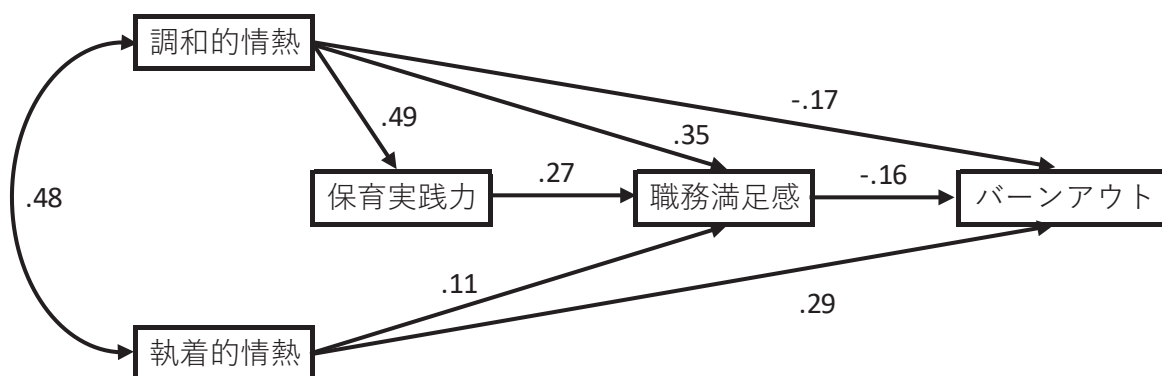 調和的情熱
-.17
.49
.35
保育実践力
.27
職務満足感
-.16
バーンアウト
.48
.11
.29
執着的情熱